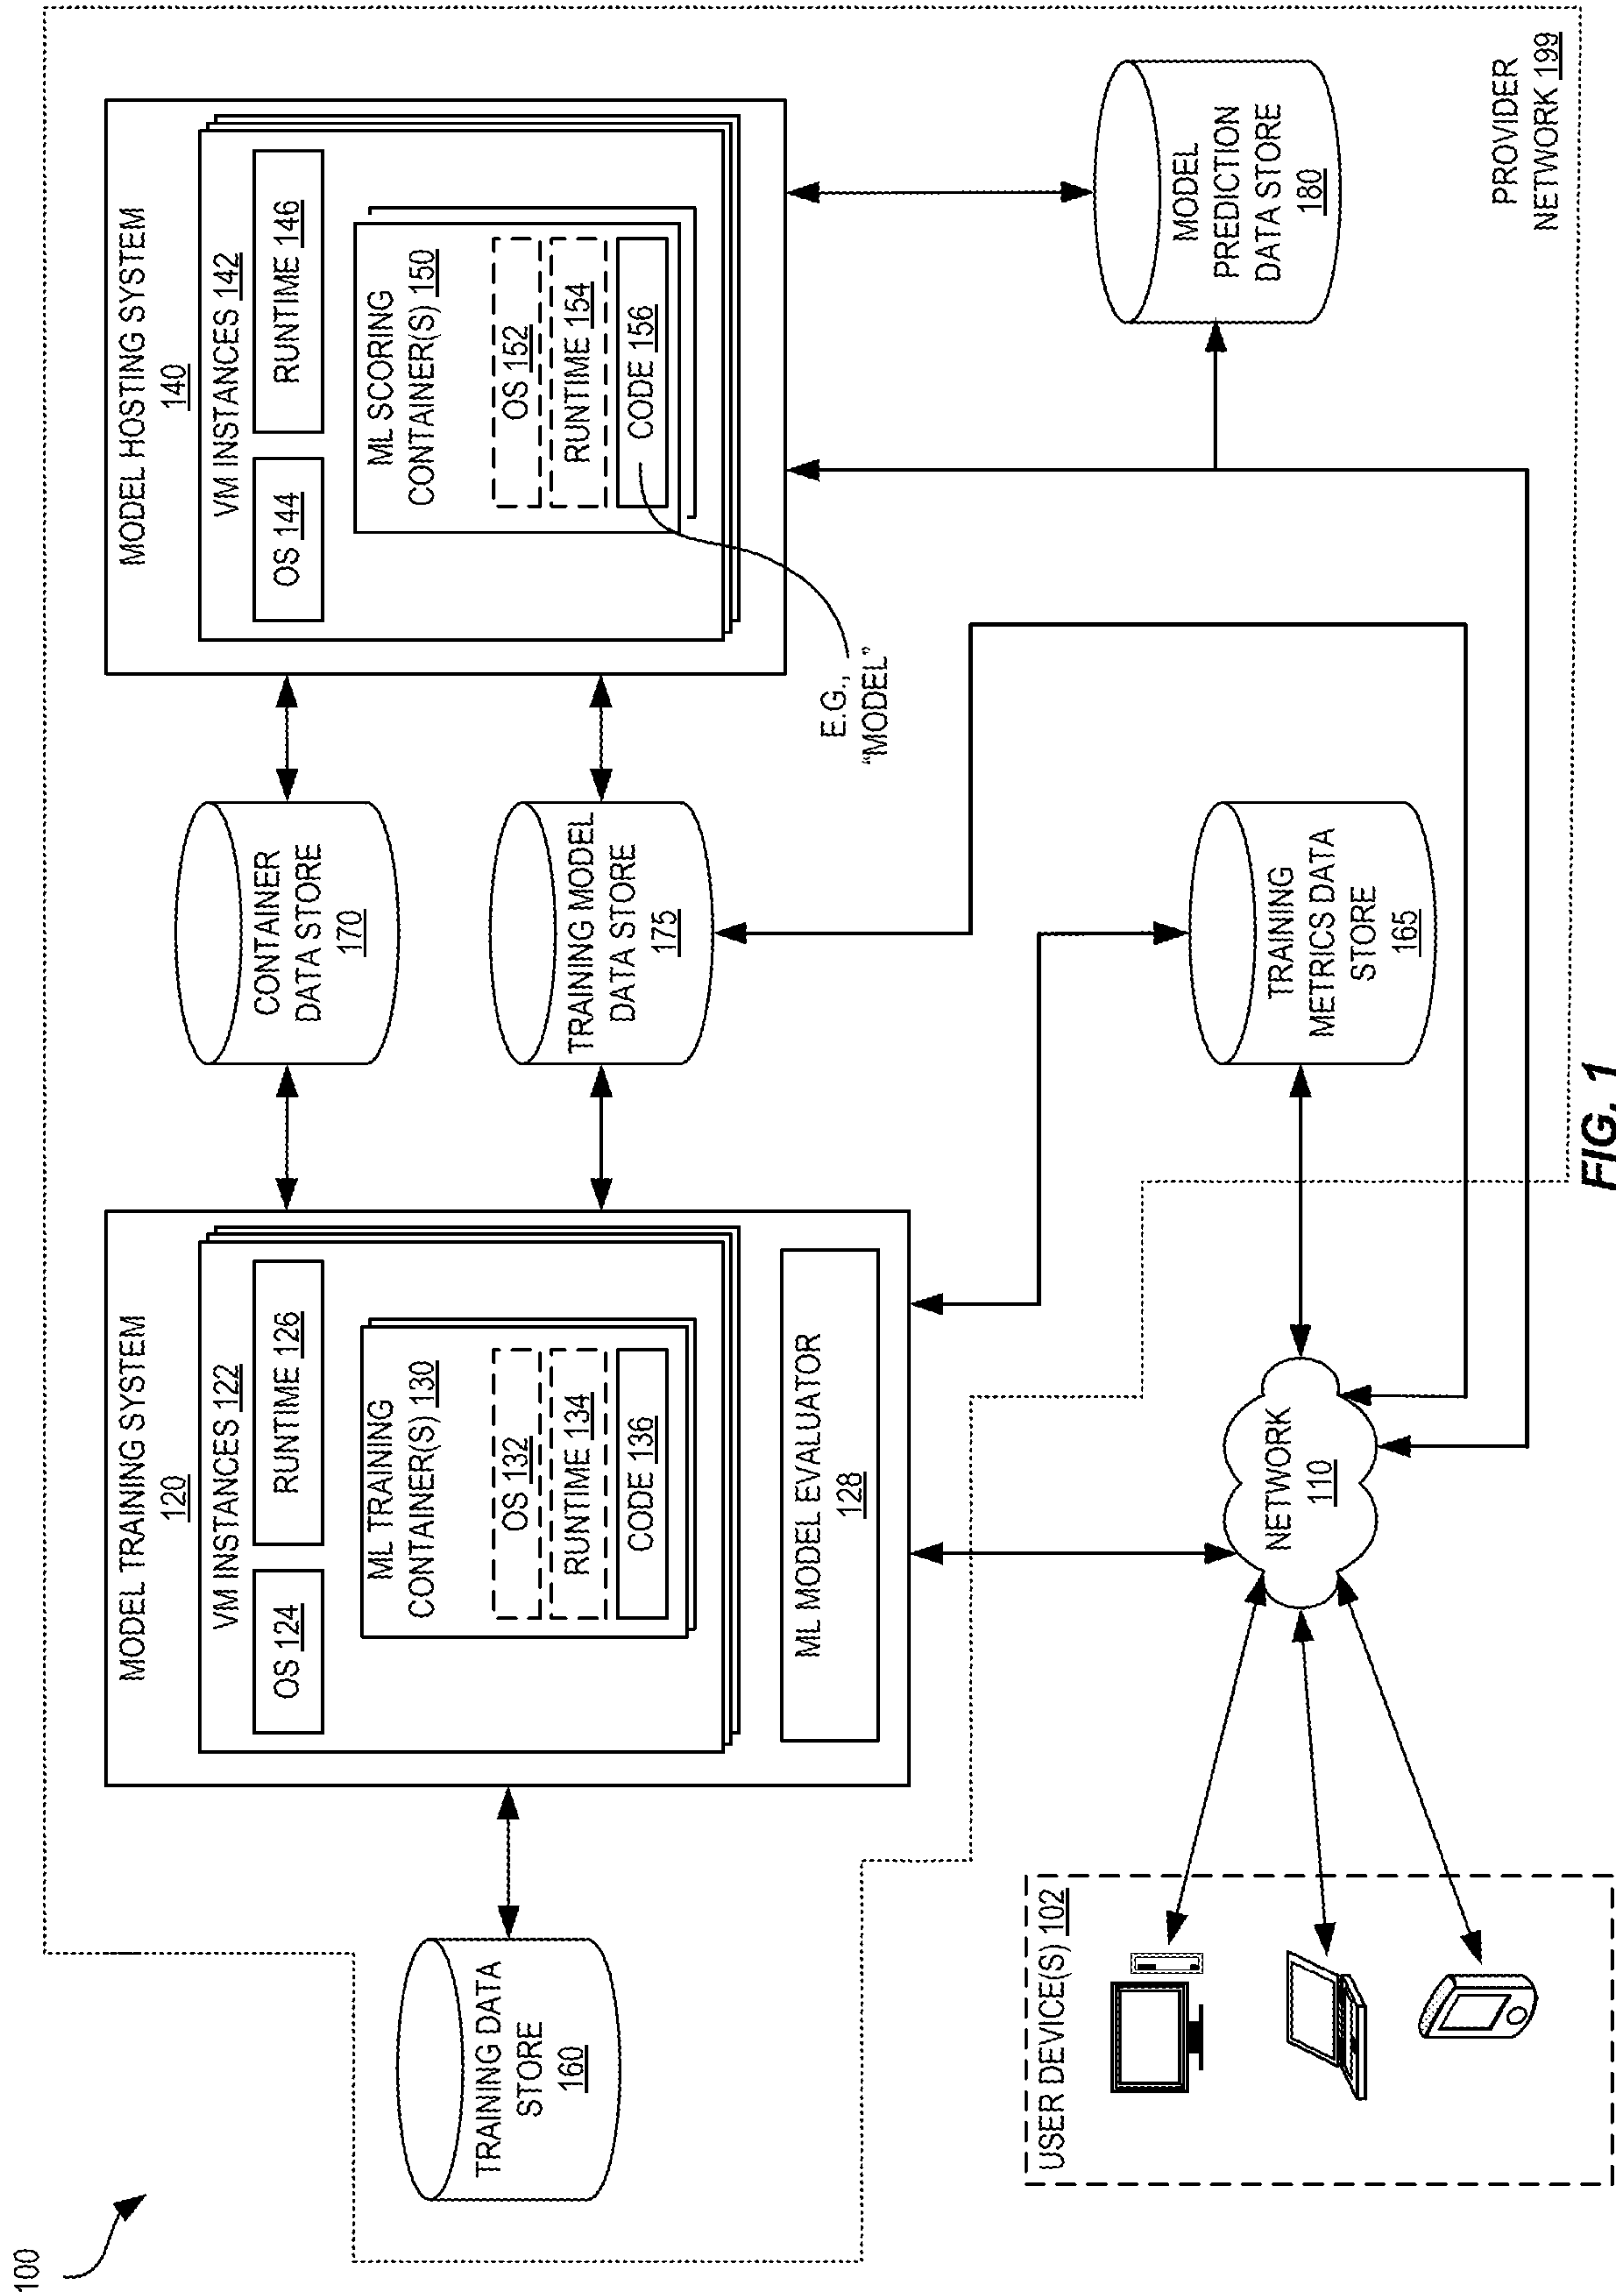 100
MODEL TRAINING SYSTEM
120
VM INSTANCES 122
OS 124
RUNTIME 126
ML TRAINING
CONTAINER(S) 130
OS 132
RUNTIME 134
CODE 136
ML MODEL EVALUATOR
128
CONTAINER
DATA STORE
170
TRAINING MODEL
DATA STORE
175
MODEL HOSTING SYSTEM
140
VM INSTANCES 142
OS 144
RUNTIME 146
ML SCORING
CONTAINER(S) 150
OS 152
RUNTIME 154
CODE 156
E.G.,
“MODEL”
TRAINING DATA
STORE
160
USER DEVICE(S) 102
NETWORK
110
TRAINING
METRICS DATA
STORE
165
MODEL
PREDICTION
DATA STORE
180
PROVIDER
NETWORK 199
FIG. 1